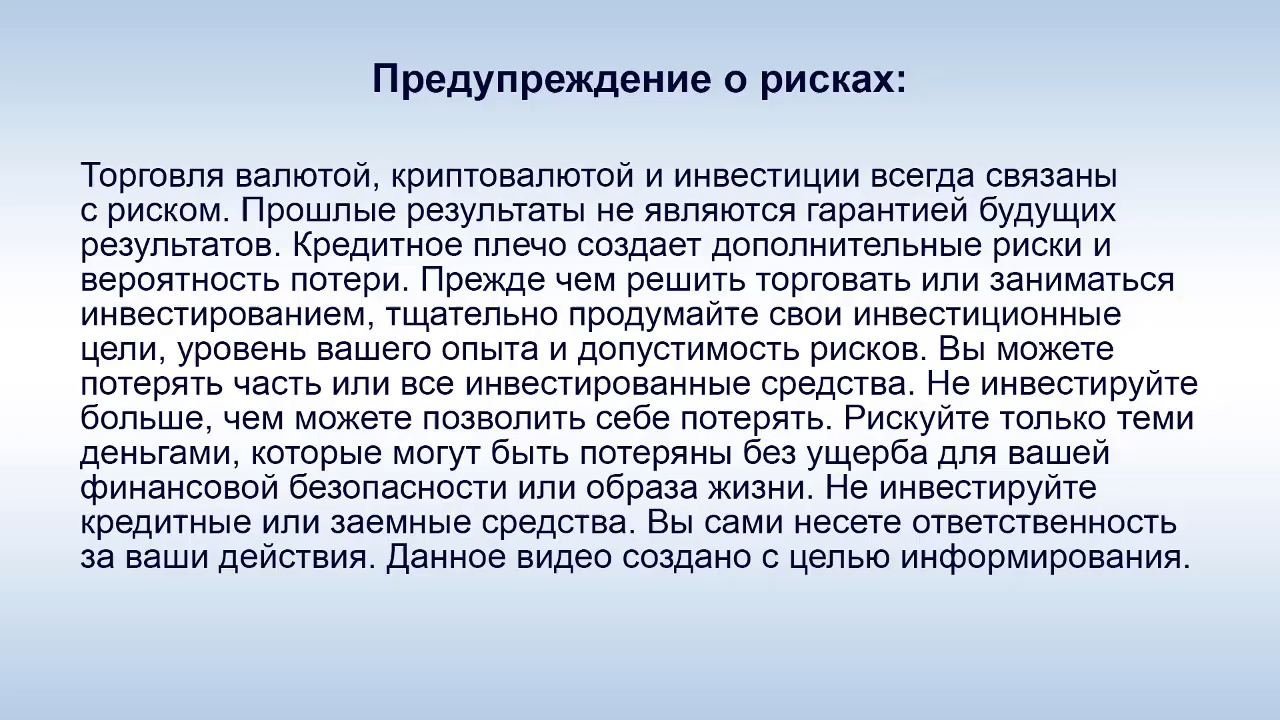 Предупреждение о рисках:
Торговля валютой, криптовалютой и инвестиции всегда связаны
с риском. Прошлые результаты не являются гарантией будущих
результатов. Кредитное плечо создает дополнительные риски и
вероятность потери. Прежде чем решить торговать или заниматься
инвестированием, тщательно продумайте свои инвестиционные
цели, уровень вашего опыта и допустимость рисков. Вы можете
потерять часть или все инвестированные средства. Не инвестируйте
больше, чем можете позволить себе потерять. Рискуйте только теми
деньгами, которые могут быть потеряны без ущерба для вашей
финансовой безопасности или образа жизни. Не инвестируйте
кредитные или заемные средства. Вы сами несете ответственность
за ваши действия. Данное видео создано с целью информирования.